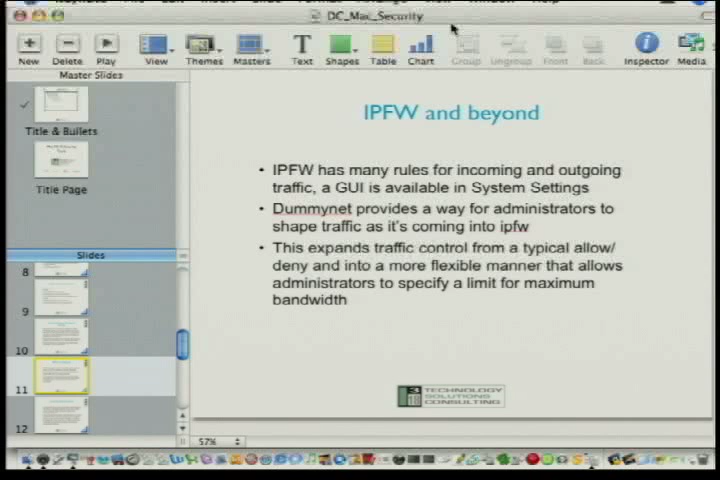 DC_Mac_Security
New Delete Play View Themes Masters Text Shapes Table Chart Group Ungroup Front Back Inspector Media
Master Slides
Title & Bullets
Title Page
Slides
8
9
10
11
12
IPFW and beyond
• IPFW has many rules for incoming and outgoing
traffic, a GUI is available in System Settings
• Dummynet provides a way for administrators to
shape traffic as it's coming into ipfw
• This expands traffic control from a typical allow/
deny and into a more flexible manner that allows
administrators to specify a limit for maximum
bandwidth
3
18
TECHNOLOGY
SOLUTIONS
CONSULTING
57%